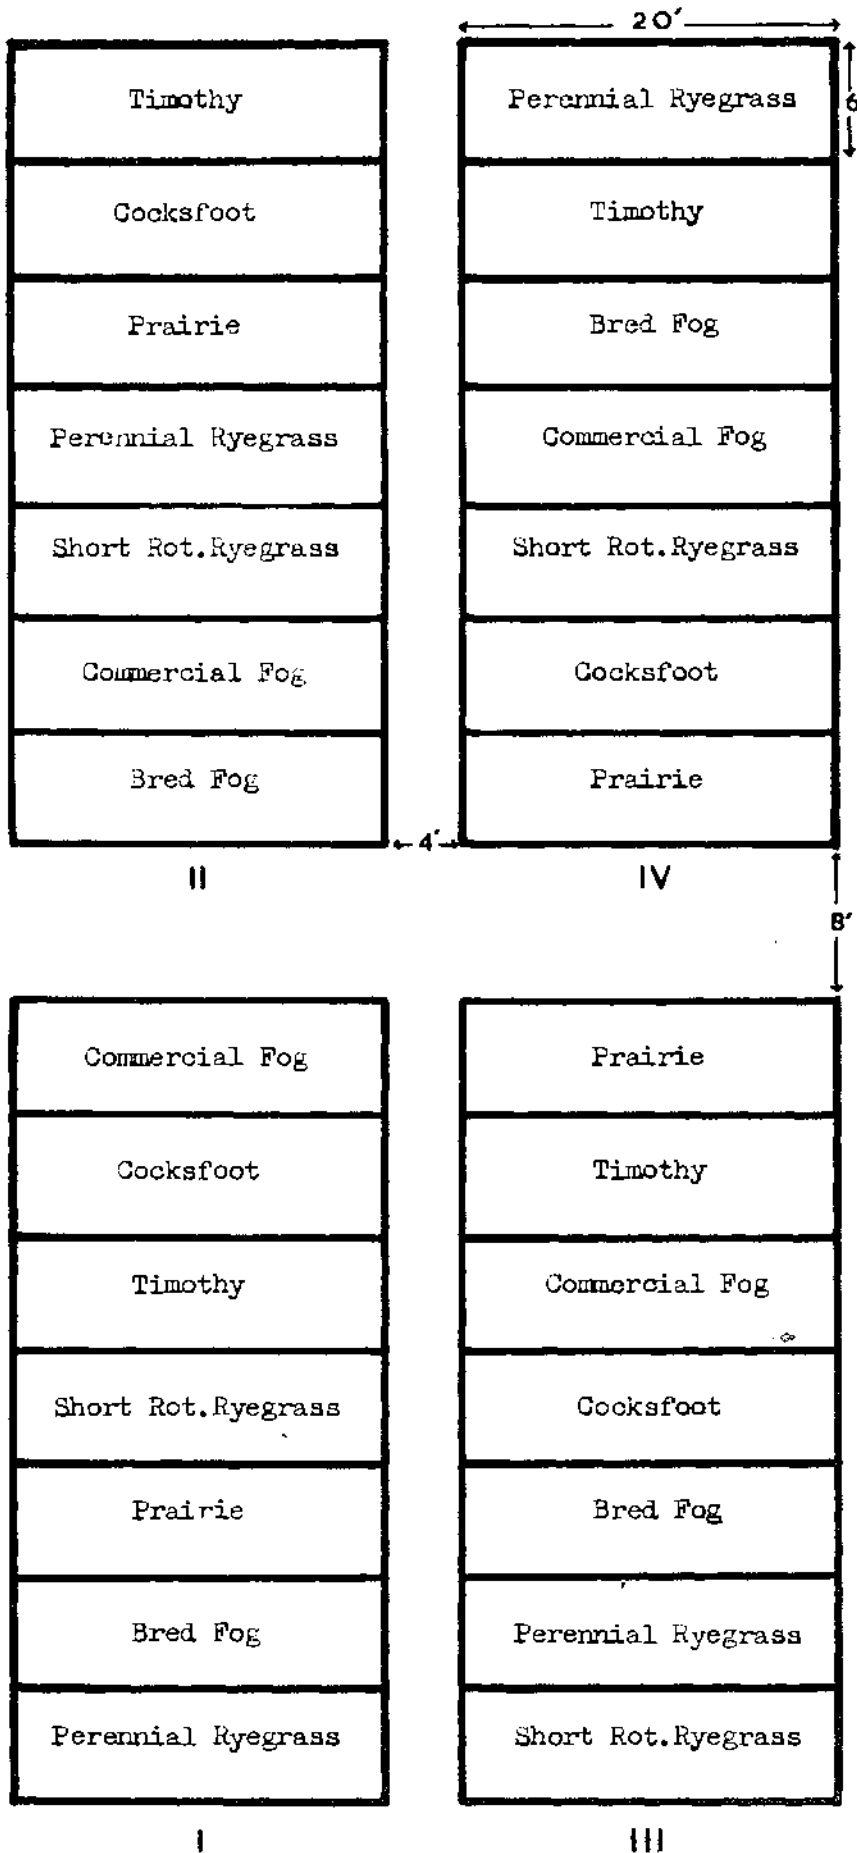 20'
6
Timothy
Cocksfoot
Prairie
Perennial Ryegrass
Short Rot.Ryegrass
Commercial Fog
Bred Fog
II
Perennial Ryegrass
Timothy
Bred Fog
Commercial Fog
Short Rot.Ryegrass
Cocksfoot
Prairie
IV
4'
8'
Commercial Fog
Cocksfoot
Timothy
Short Rot.Ryegrass
Prairie
Bred Fog
Perennial Ryegrass
I
Prairie
Timothy
Commercial Fog
Cocksfoot
Bred Fog
Perennial Ryegrass
Short Rot.Ryegrass
III